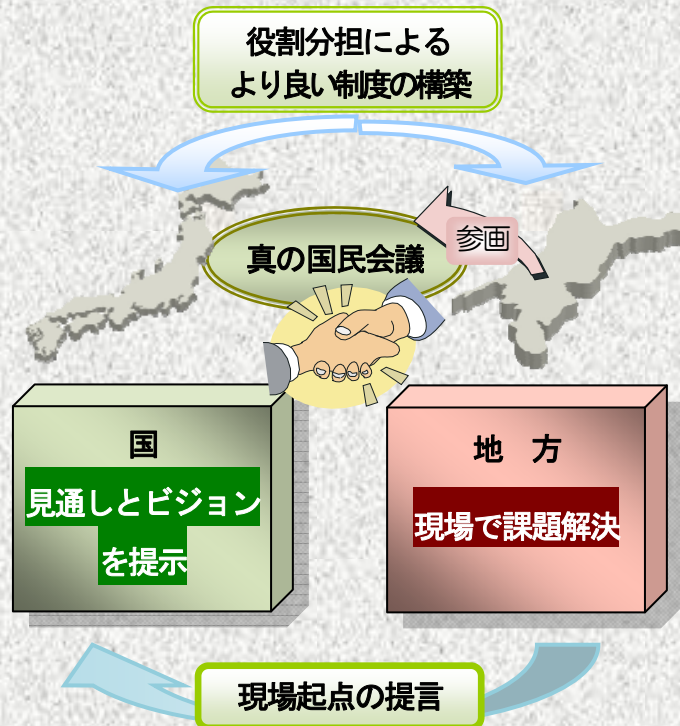 役割分担による
より良い制度の構築
参画
真の国民会議
国
見通しとビジョン
を提示
地 方
現場で課題解決
現場起点の提言